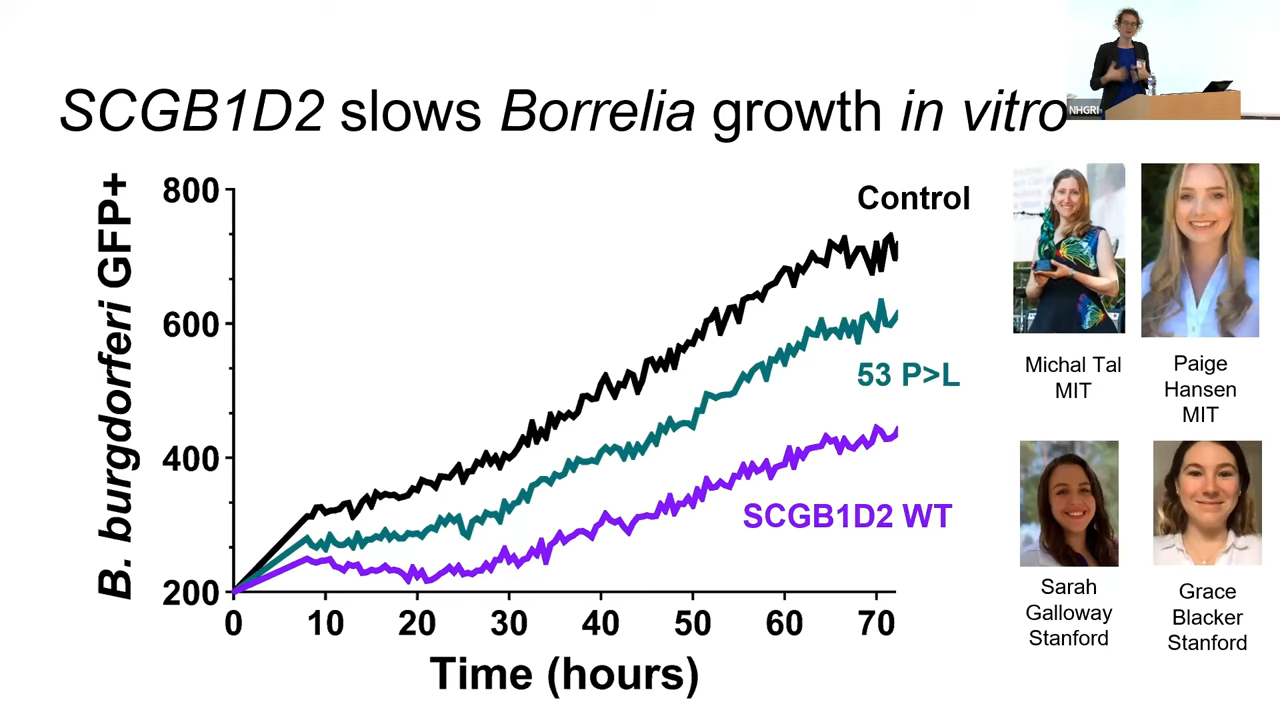 SCGB1D2 slows Borrelia growth in vitro
NHGRI
B. burgdorferi GFP+
800
600
400
200
0
10
20
30
40
50
60
70
Time (hours)
Control
53 P>L
SCGB1D2 WT
Michal Tal
MIT
Paige
Hansen
MIT
Sarah
Galloway
Stanford
Grace
Blacker
Stanford